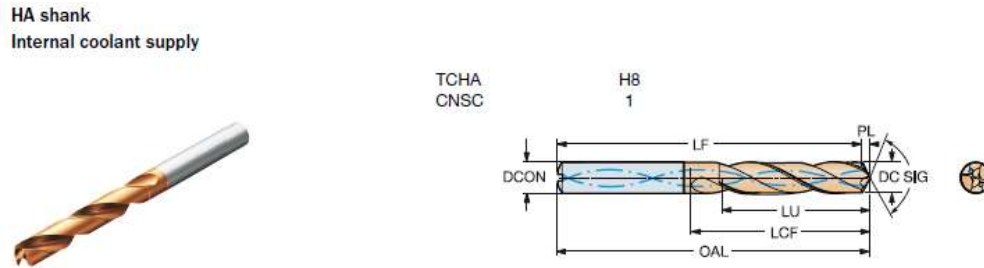 HA shank
Internal coolant supply
TCHA H8
CNSC 1
PL
LF
DCON
DC SIG
LU
LCF
OAL